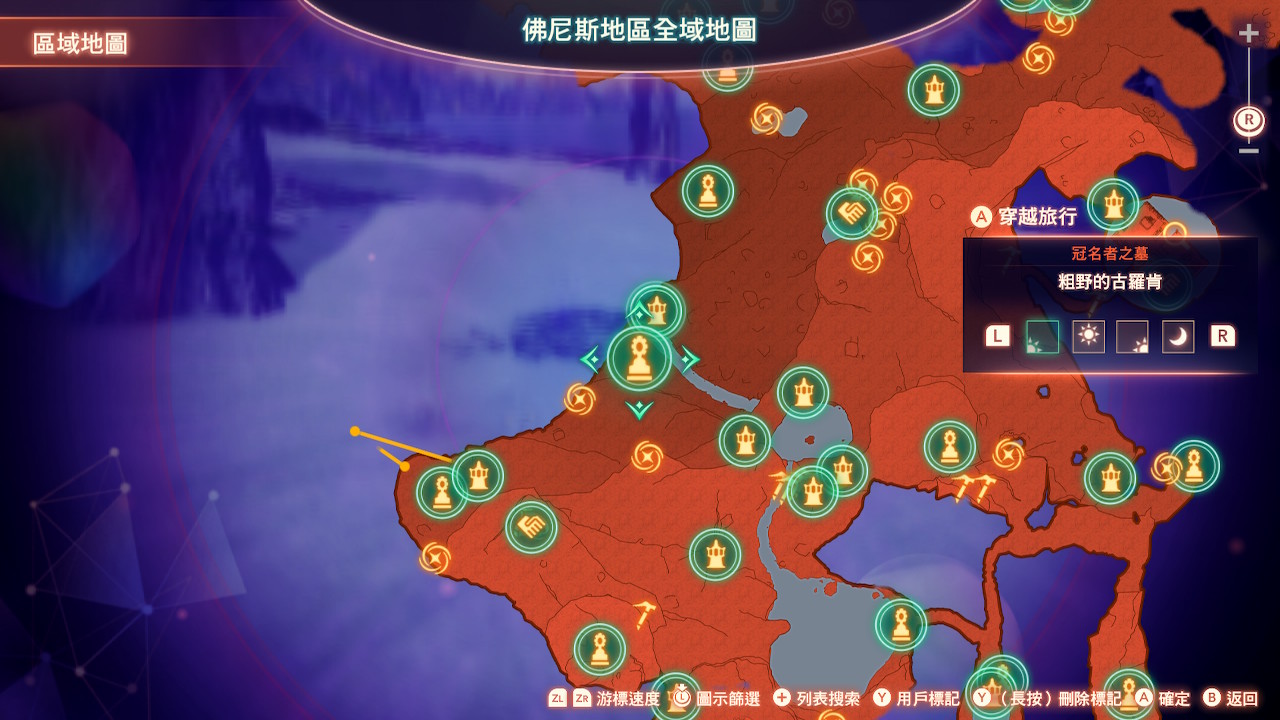 佛尼斯地區全域地圖
區域地圖
R
A 穿越旅行
冠名者之墓
粗野的古羅肯
L R
ZL ZR 游標速度 L 圖示篩選 + 列表搜索 Y 用戶標記 Y （長按）刪除標記 A 確定 B 返回